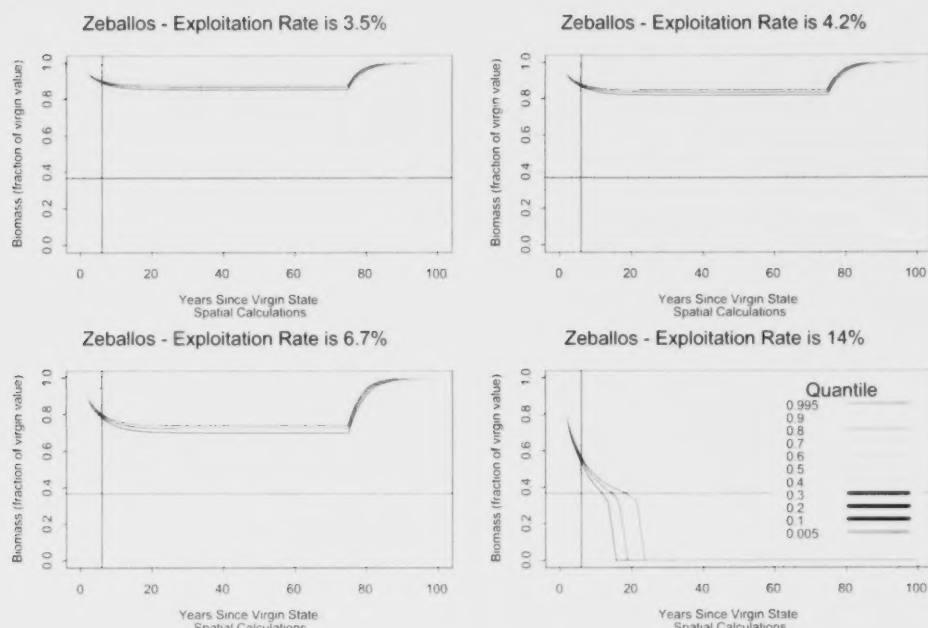 Zeballos - Exploitation Rate is 3.5%
Biomass (fraction of virgin value)
1.0
0.8
0.6
0.4
0.2
0.0
0 20 40 60 80 100
Years Since Virgin State
Spatial Calculations
Zeballos - Exploitation Rate is 4.2%
Biomass (fraction of virgin value)
1.0
0.8
0.6
0.4
0.2
0.0
0 20 40 60 80 100
Years Since Virgin State
Spatial Calculations
Zeballos - Exploitation Rate is 6.7%
Biomass (fraction of virgin value)
1.0
0.8
0.6
0.4
0.2
0.0
0 20 40 60 80 100
Years Since Virgin State
Spatial Calculations
Zeballos - Exploitation Rate is 14%
Biomass (fraction of virgin value)
1.0
0.8
0.6
0.4
0.2
0.0
Quantile
0.995
0.9
0.8
0.7
0.6
0.5
0.4
0.3
0.2
0.1
0.005
0 20 40 60 80 100
Years Since Virgin State
Spatial Calculations